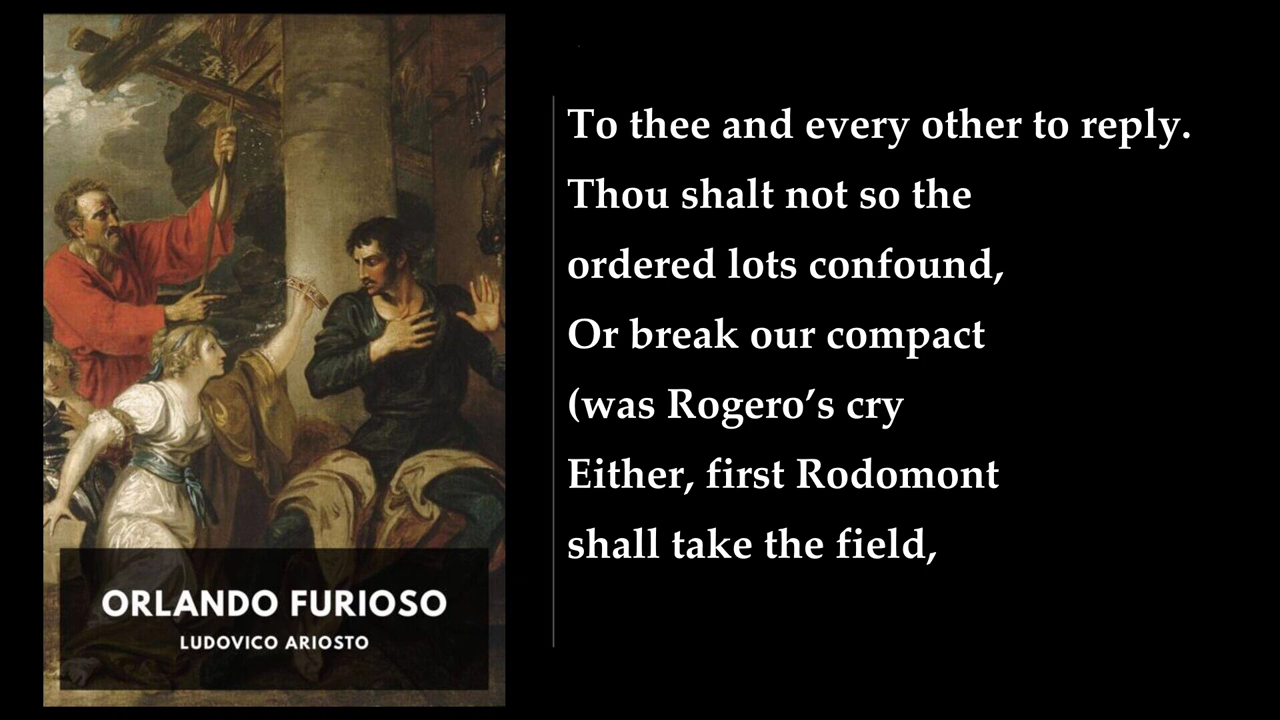 To thee and every other to reply.
Thou shalt not so the
ordered lots confound,
Or break our compact
(was Rogero’s cry
Either, first Rodomont
shall take the field,
ORLANDO FURIOSO
LUDOVICO ARIOSTO